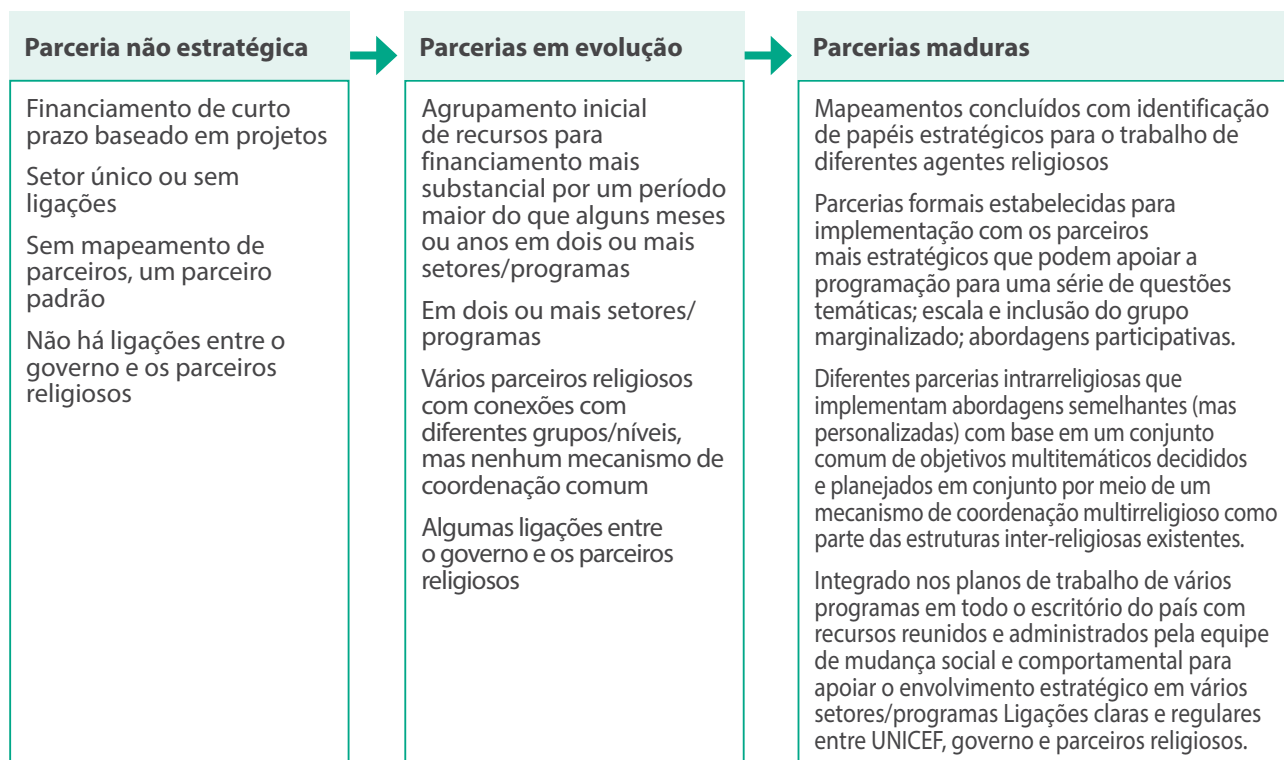 Parceria não estratégica
Financiamento de curto
prazo baseado em projetos
Setor único ou sem
ligações
Sem mapeamento de
parceiros, um parceiro
padrão
Não há ligações entre o
governo e os parceiros
religiosos
Parcerias em evolução
Agrupamento inicial
de recursos para
financiamento mais
substancial por um período
maior do que alguns meses
ou anos em dois ou mais
setores/programas
Em dois ou mais setores/
programas
Vários parceiros religiosos
com conexões com
diferentes grupos/níveis,
mas nenhum mecanismo de
coordenação comum
Algumas ligações entre
o governo e os parceiros
religiosos
Parcerias maduras
Mapeamentos concluídos com identificação
de papéis estratégicos para o trabalho de
diferentes agentes religiosos
Parcerias formais estabelecidas para
implementação com os parceiros
mais estratégicos que podem apoiar a
programação para uma série de questões
temáticas; escala e inclusão do grupo
marginalizado; abordagens participativas.
Diferentes parcerias intrarreligiosas que
implementam abordagens semelhantes (mas
personalizadas) com base em um conjunto
comum de objetivos multitemáticos decididos
e planejados em conjunto por meio de um
mecanismo de coordenação multirreligioso como
parte das estruturas inter-religiosas existentes.
Integrado nos planos de trabalho de vários
programas em todo o escritório do país com
recursos reunidos e administrados pela equipe
de mudança social e comportamental para
apoiar o envolvimento estratégico em vários
setores/programas Ligações claras e regulares
entre UNICEF, governo e parceiros religiosos.